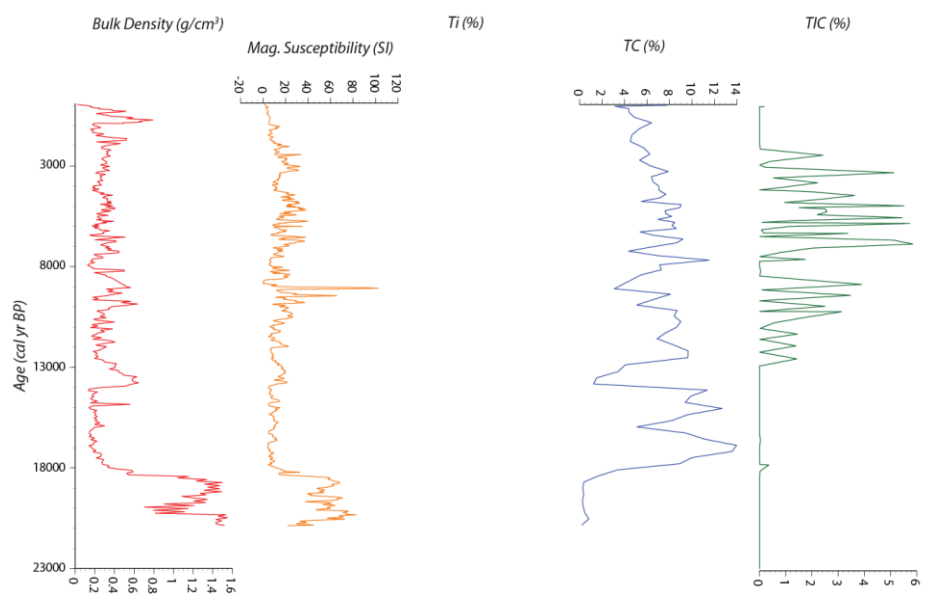 Bulk Density (g/cm³)
Ti (%)
TIC (%)
Mag. Susceptibility (SI)
TC (%)
-20 0 20 40 60 80 100 120
0 2 4 6 8 10 12 14
3000
8000
13000
18000
23000
Age (cal yr BP)
0 0.2 0.4 0.6 0.8 1 1.2 1.4 1.6
0 1 2 3 4 5 6